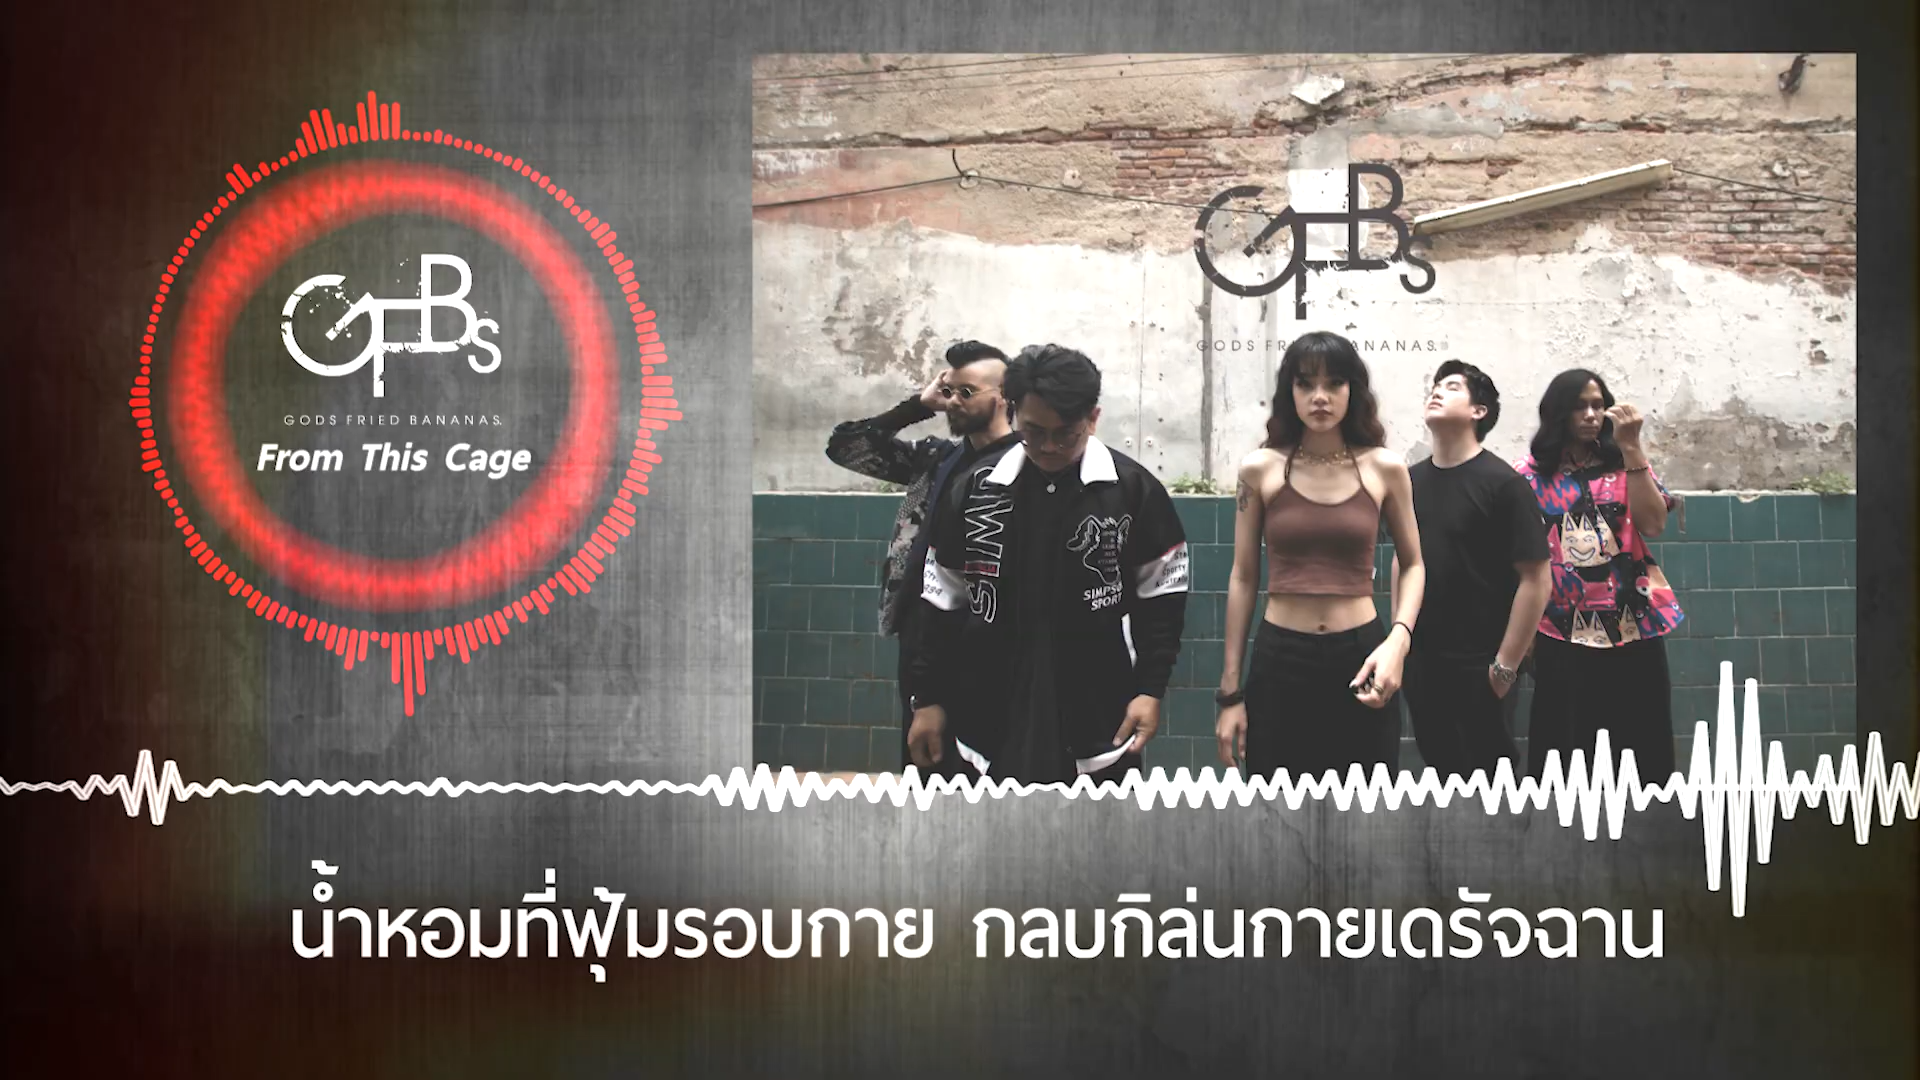 GFBs
GODS FRIED BANANAS.
From This Cage
GFBs
GODS FRIED BANANAS.
SIMPSO
SPORT
น้ำหอมที่ฟุ้มรอบกาย กลบกิล่นกายเดรัจฉาน